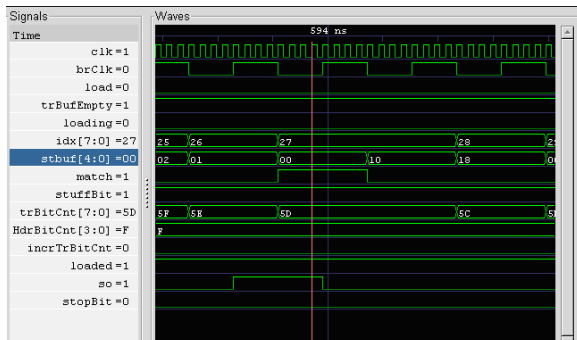 Signals
Waves
Time
594 ns
clk =1
brClk =0
load =0
trBufEmpty =1
loading =0
idx[7:0] =27
25 26 27 28
stbuf[4:0] =00
02 01 00 10 18
match =1
stuffBit =1
trBitCnt[7:0] =5D
5F 5E 5D 5C
HdrBitCnt[3:0] =F
F
incrTrBitCnt =0
loaded =1
so =1
stopBit =0